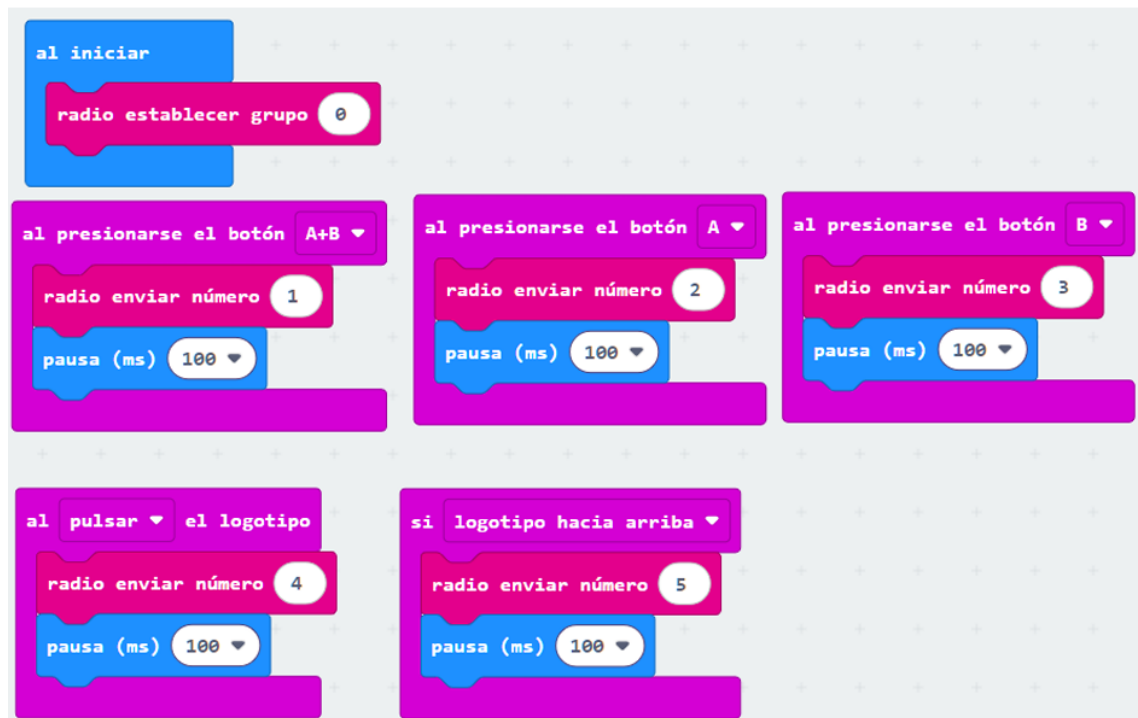 al iniciar
radio establecer grupo 0
al presionarse el botón A+B
radio enviar número 1
pausa (ms) 100
al presionarse el botón A
radio enviar número 2
pausa (ms) 100
al presionarse el botón B
radio enviar número 3
pausa (ms) 100
al pulsar el logotipo
radio enviar número 4
pausa (ms) 100
si logotipo hacia arriba
radio enviar número 5
pausa (ms) 100